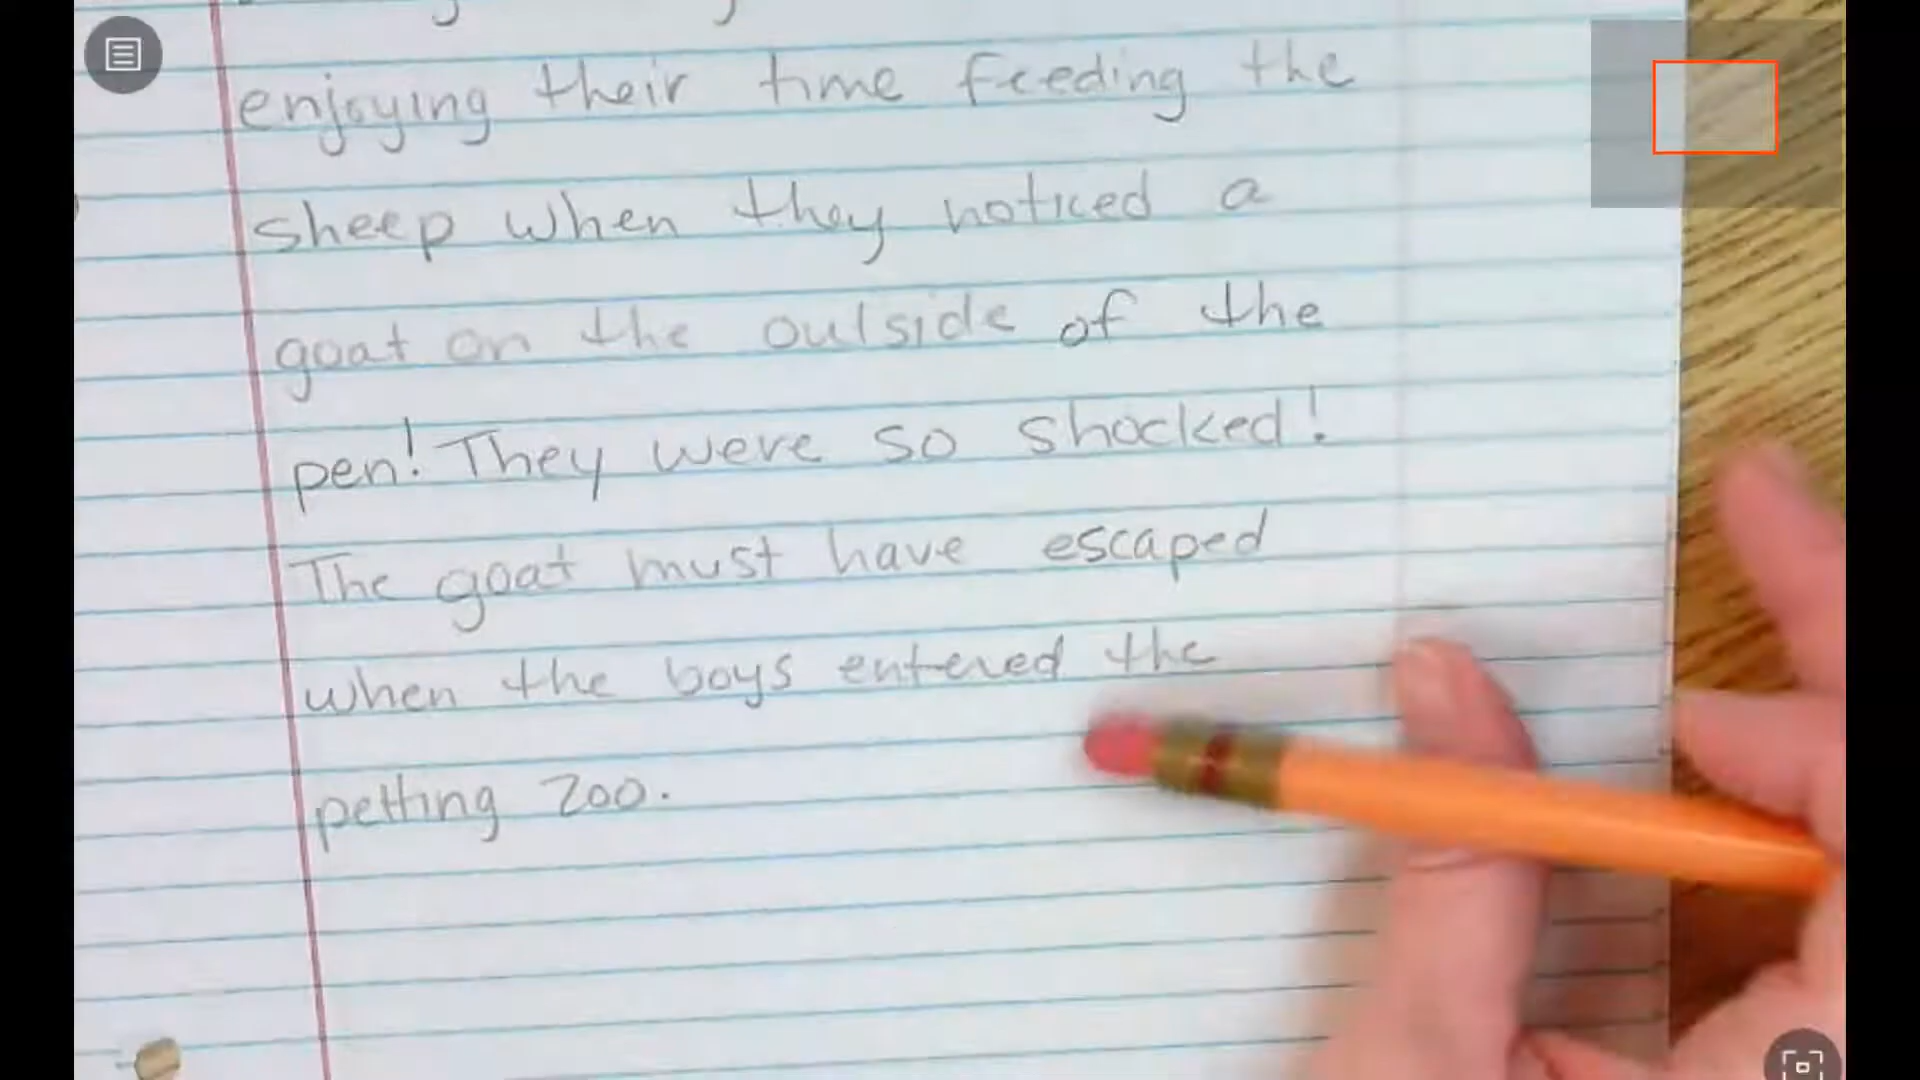 enjoying their time feeding the
sheep when they noticed a
goat on the outside of the
pen! They were so shocked!
The goat must have escaped
when the boys entered the
petting zoo.